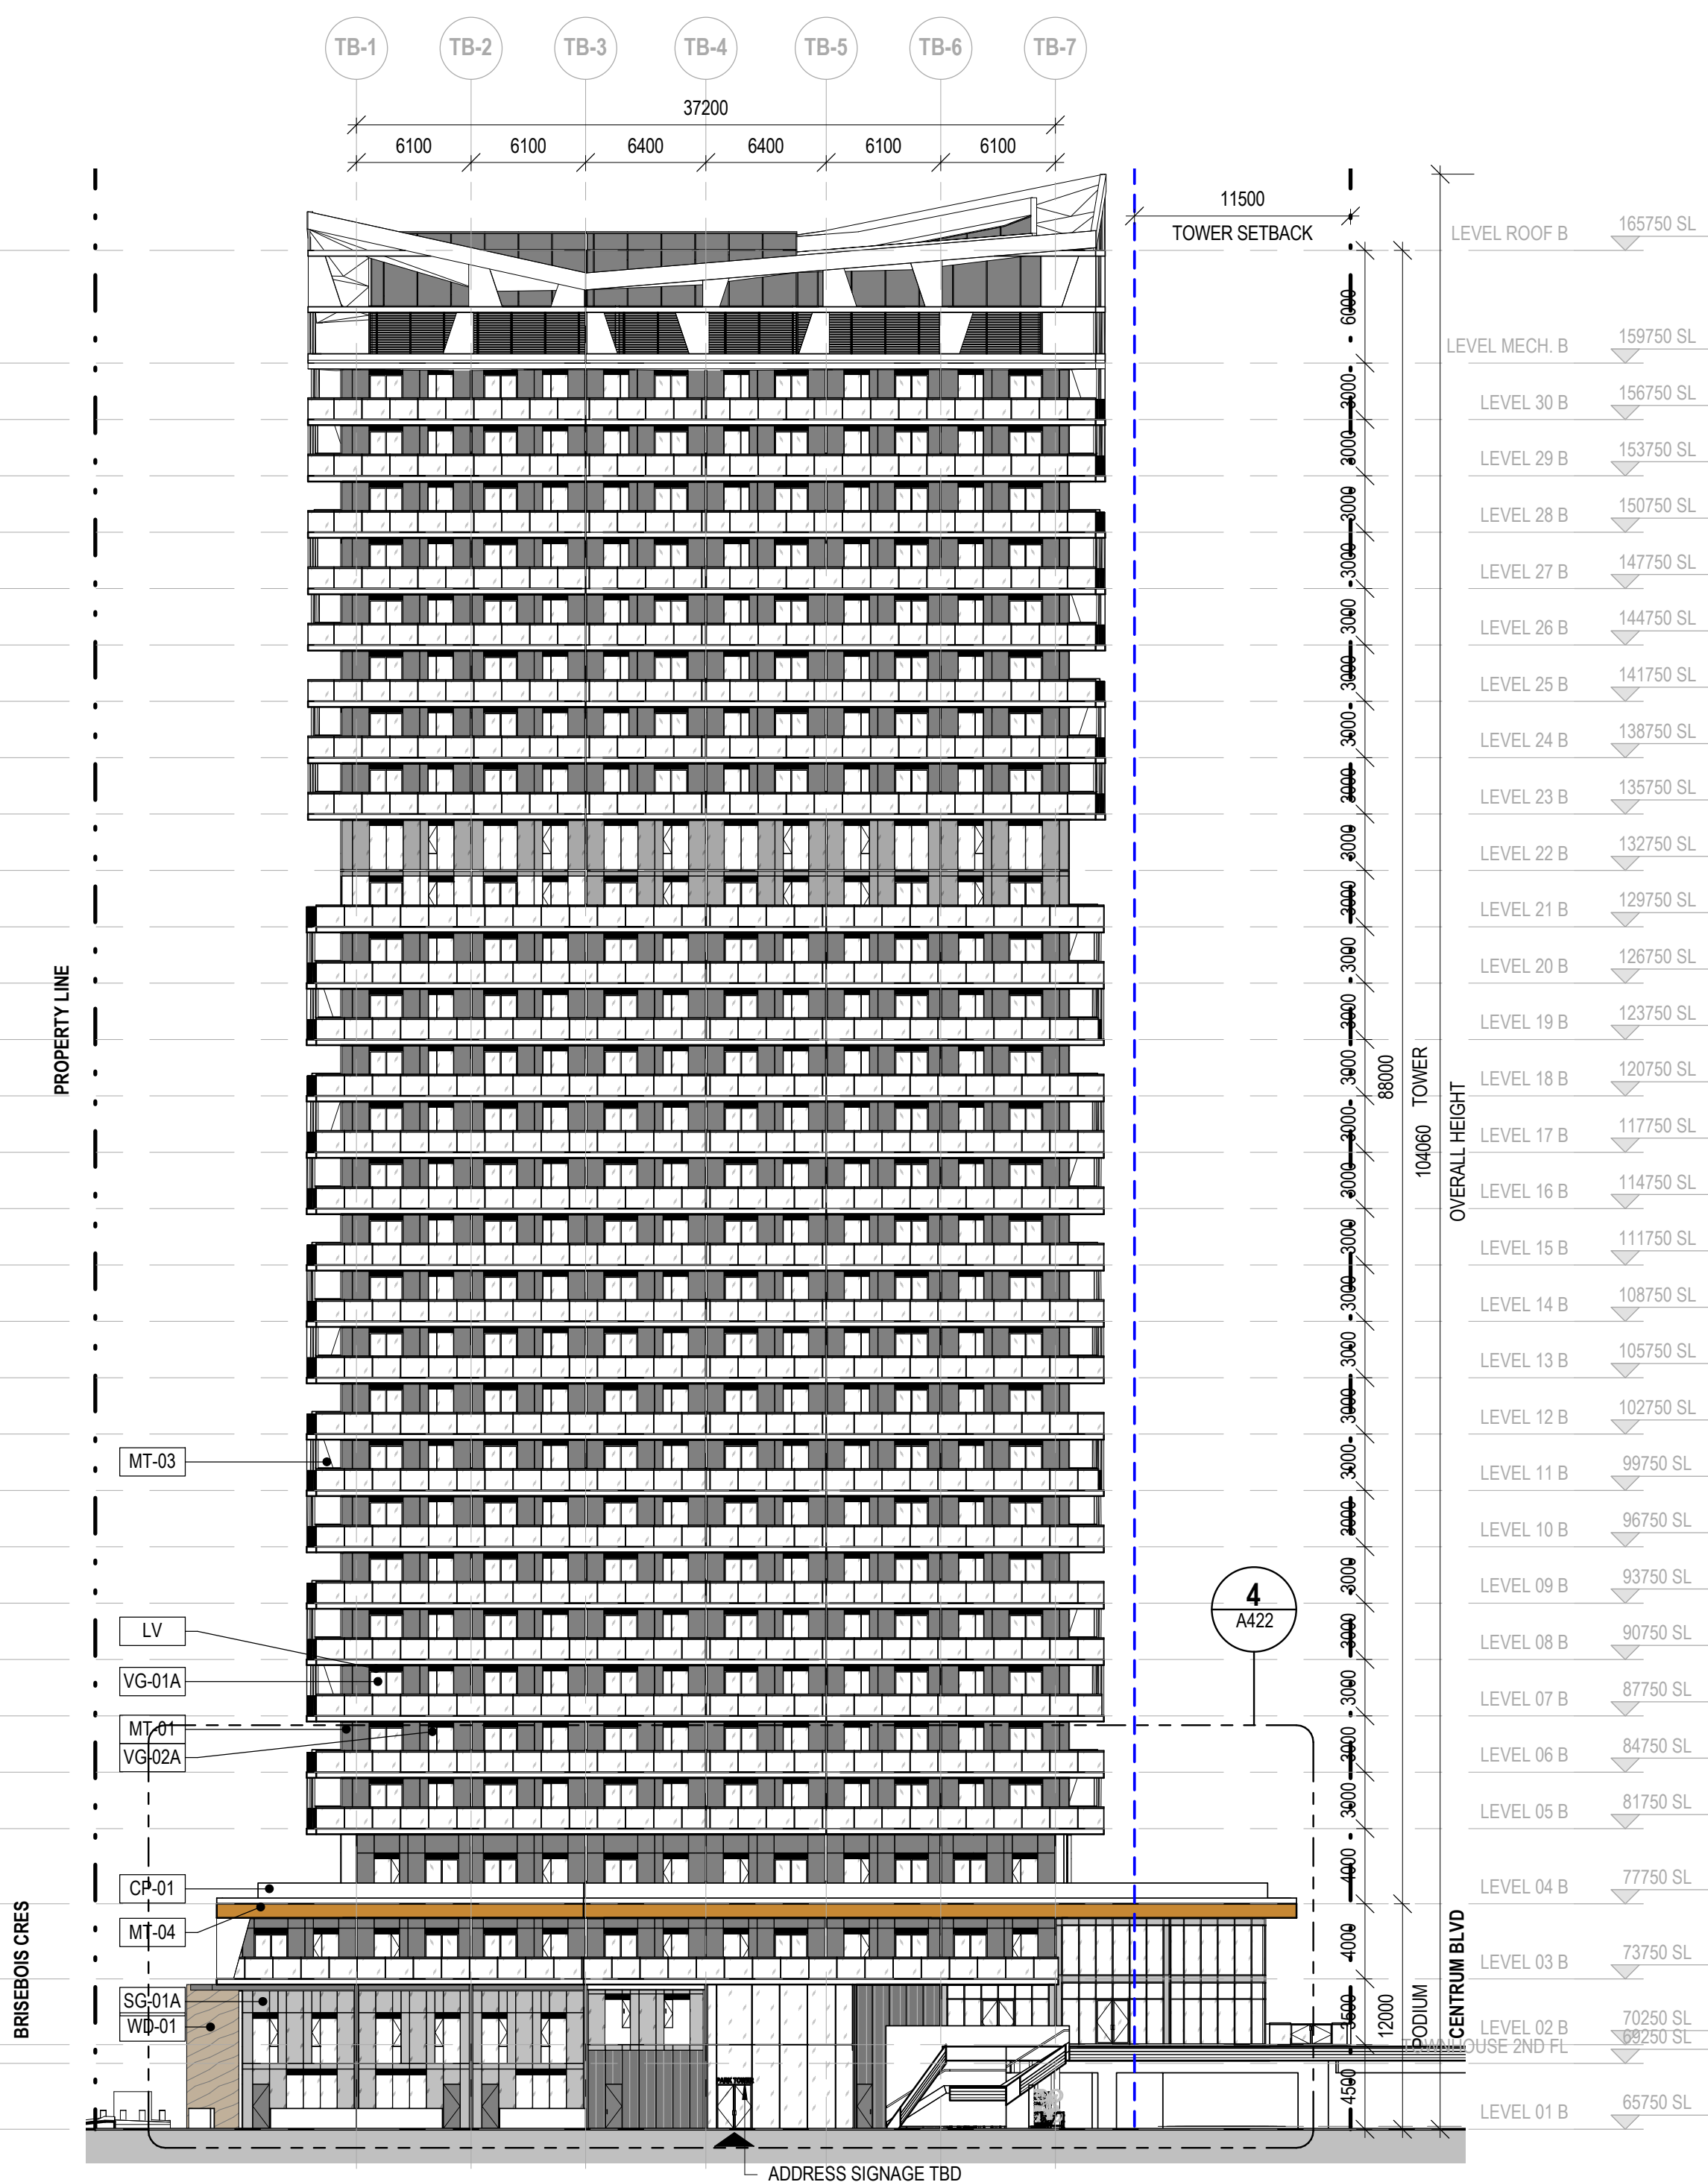 TB-1 TB-2 TB-3 TB-4 TB-5 TB-6 TB-7
37200
6100 6100 6400 6400 6100 6100
11500
TOWER SETBACK
LEVEL ROOF B 165750 SL
6000
LEVEL MECH. B 159750 SL
3000
LEVEL 30 B 156750 SL
3000
LEVEL 29 B 153750 SL
3000
LEVEL 28 B 150750 SL
3000
LEVEL 27 B 147750 SL
3000
LEVEL 26 B 144750 SL
3000
LEVEL 25 B 141750 SL
3000
LEVEL 24 B 138750 SL
3000
LEVEL 23 B 135750 SL
3000
LEVEL 22 B 132750 SL
3000
LEVEL 21 B 129750 SL
3000
LEVEL 20 B 126750 SL
3000
LEVEL 19 B 123750 SL
3000
LEVEL 18 B 120750 SL
3000
LEVEL 17 B 117750 SL
3000
LEVEL 16 B 114750 SL
3000
LEVEL 15 B 111750 SL
3000
LEVEL 14 B 108750 SL
3000
LEVEL 13 B 105750 SL
3000
LEVEL 12 B 102750 SL
3000
LEVEL 11 B 99750 SL
3000
LEVEL 10 B 96750 SL
3000
LEVEL 09 B 93750 SL
3000
LEVEL 08 B 90750 SL
3000
LEVEL 07 B 87750 SL
3000
LEVEL 06 B 84750 SL
3000
LEVEL 05 B 81750 SL
4000
LEVEL 04 B 77750 SL
4000
LEVEL 03 B 73750 SL
3500
LEVEL 02 B 70250 SL
TOWNHOUSE 2ND FL 69250 SL
4500
LEVEL 01 B 65750 SL
88000
TOWER
104060
OVERALL HEIGHT
12000
PODIUM
CENTRUM BLVD
PROPERTY LINE
BRISEBOIS CRES
MT-03
LV
VG-01A
MT-01
VG-02A
CP-01
MT-04
SG-01A
WD-01
4
A422
PARK TOWER
ADDRESS SIGNAGE TBD